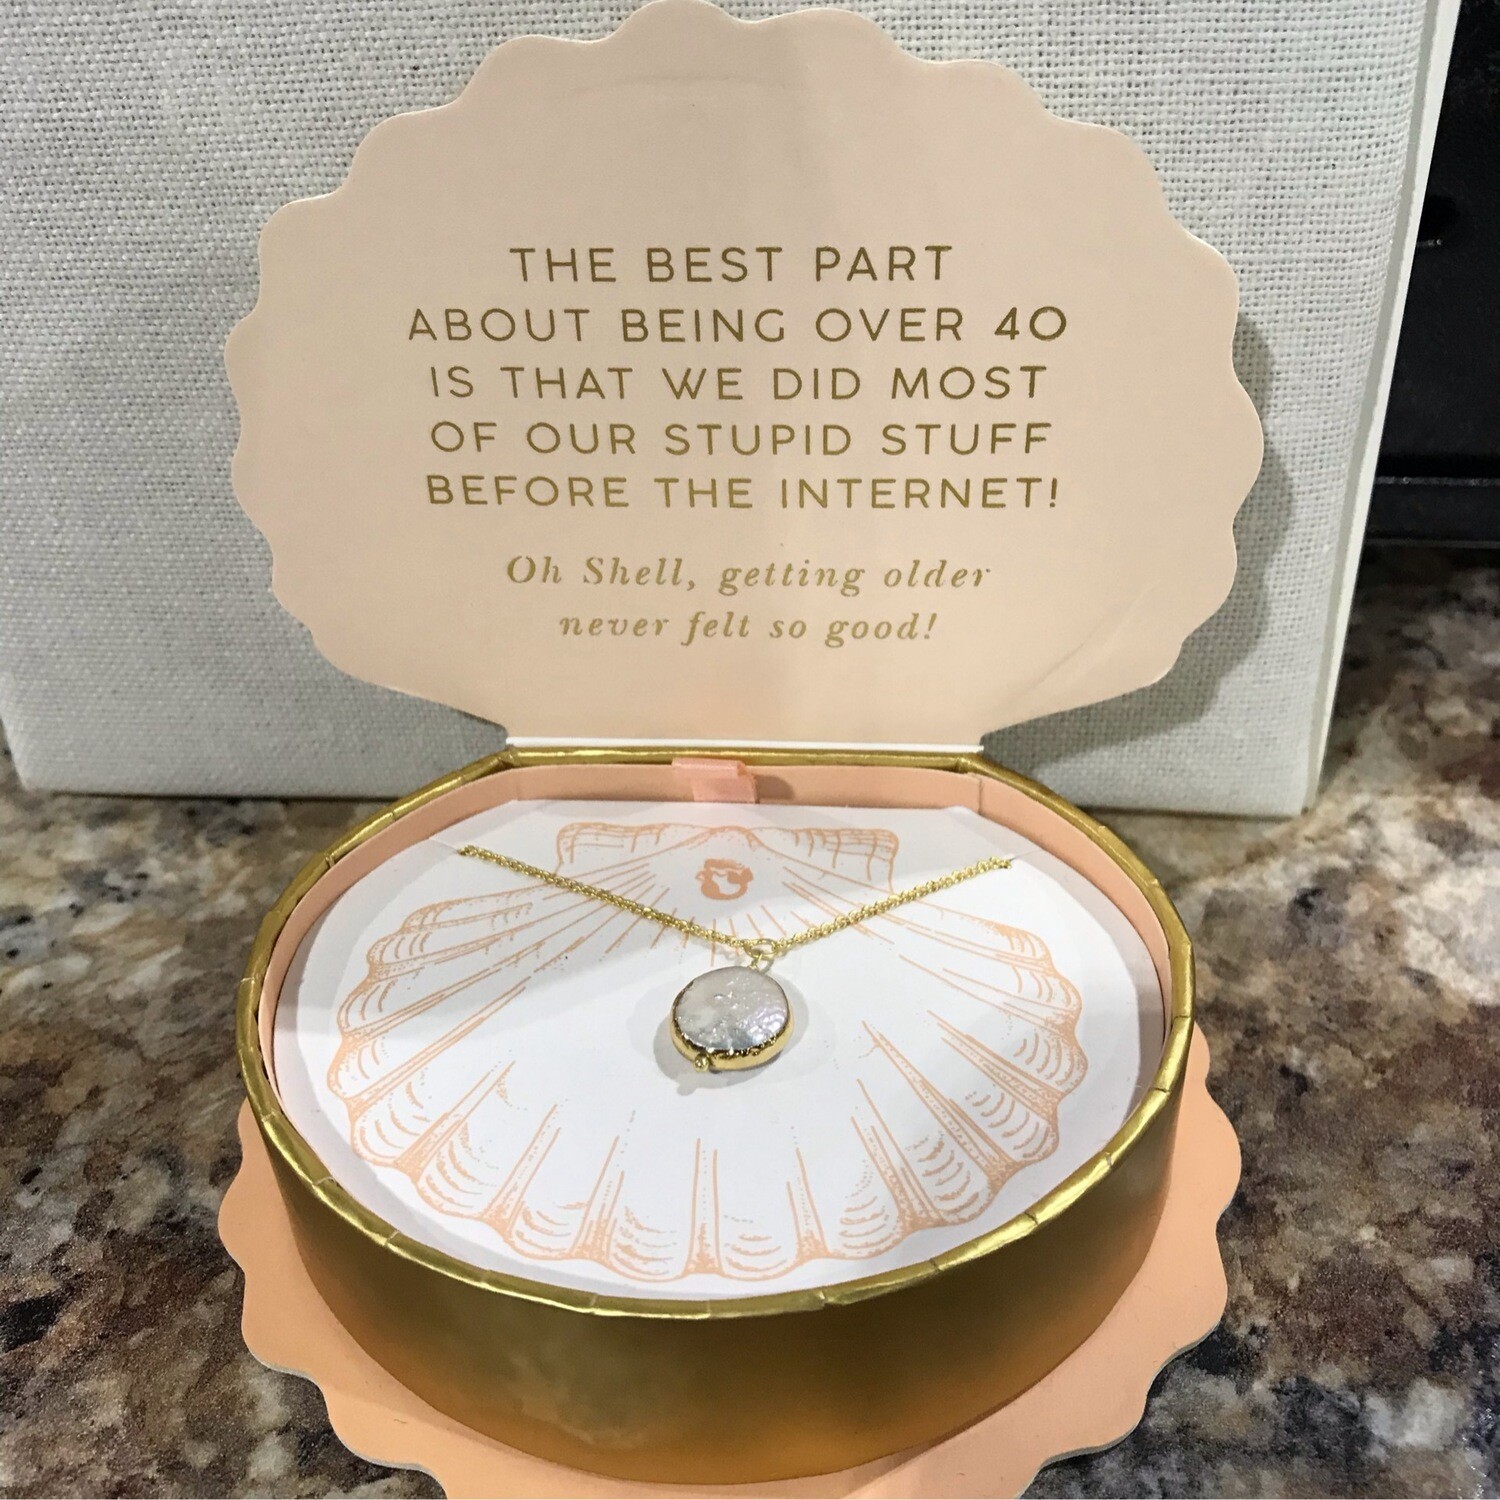 THE BEST PART
ABOUT BEING OVER 40
IS THAT WE DID MOST
OF OUR STUPID STUFF
BEFORE THE INTERNET!
Oh Shell, getting older
never felt so good!